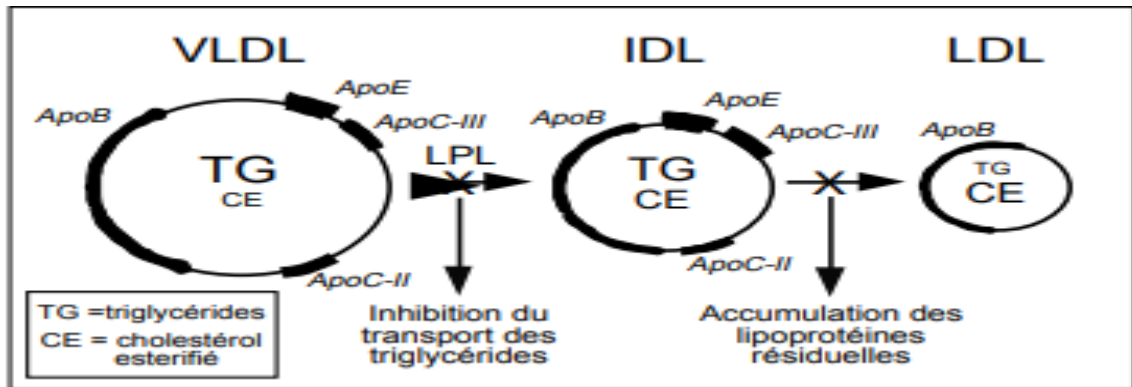 VLDL
IDL
LDL
ApoB
ApoE
ApoC-III
LPL
TG
CE
ApoC-II
ApoB
ApoE
ApoC-III
TG
CE
ApoC-II
ApoB
TG
CE
X
X
TG =triglycérides
CE = cholestérol
esterifié
Inhibition du
transport des
triglycérides
Accumulation des
lipoprotéines
résiduelles